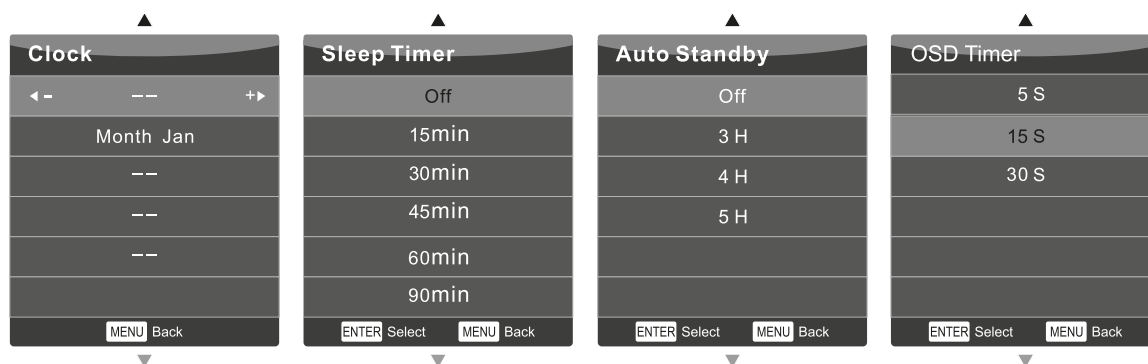 Clock
- -- +
Month Jan
--
--
--
MENU Back
Sleep Timer
Off
15min
30min
45min
60min
90min
ENTER Select MENU Back
Auto Standby
Off
3 H
4 H
5 H
ENTER Select MENU Back
OSD Timer
5 S
15 S
30 S
ENTER Select MENU Back